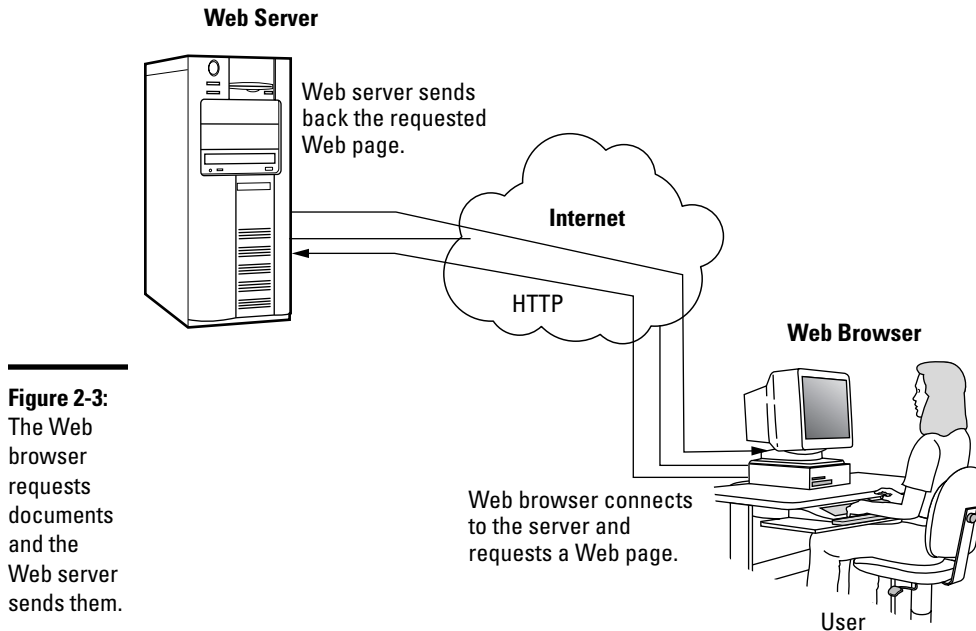 Web Server
Web server sends
back the requested
Web page.
Internet
HTTP
Web Browser
Web browser connects
to the server and
requests a Web page.
User
Figure 2-3:
The Web
browser
requests
documents
and the
Web server
sends them.